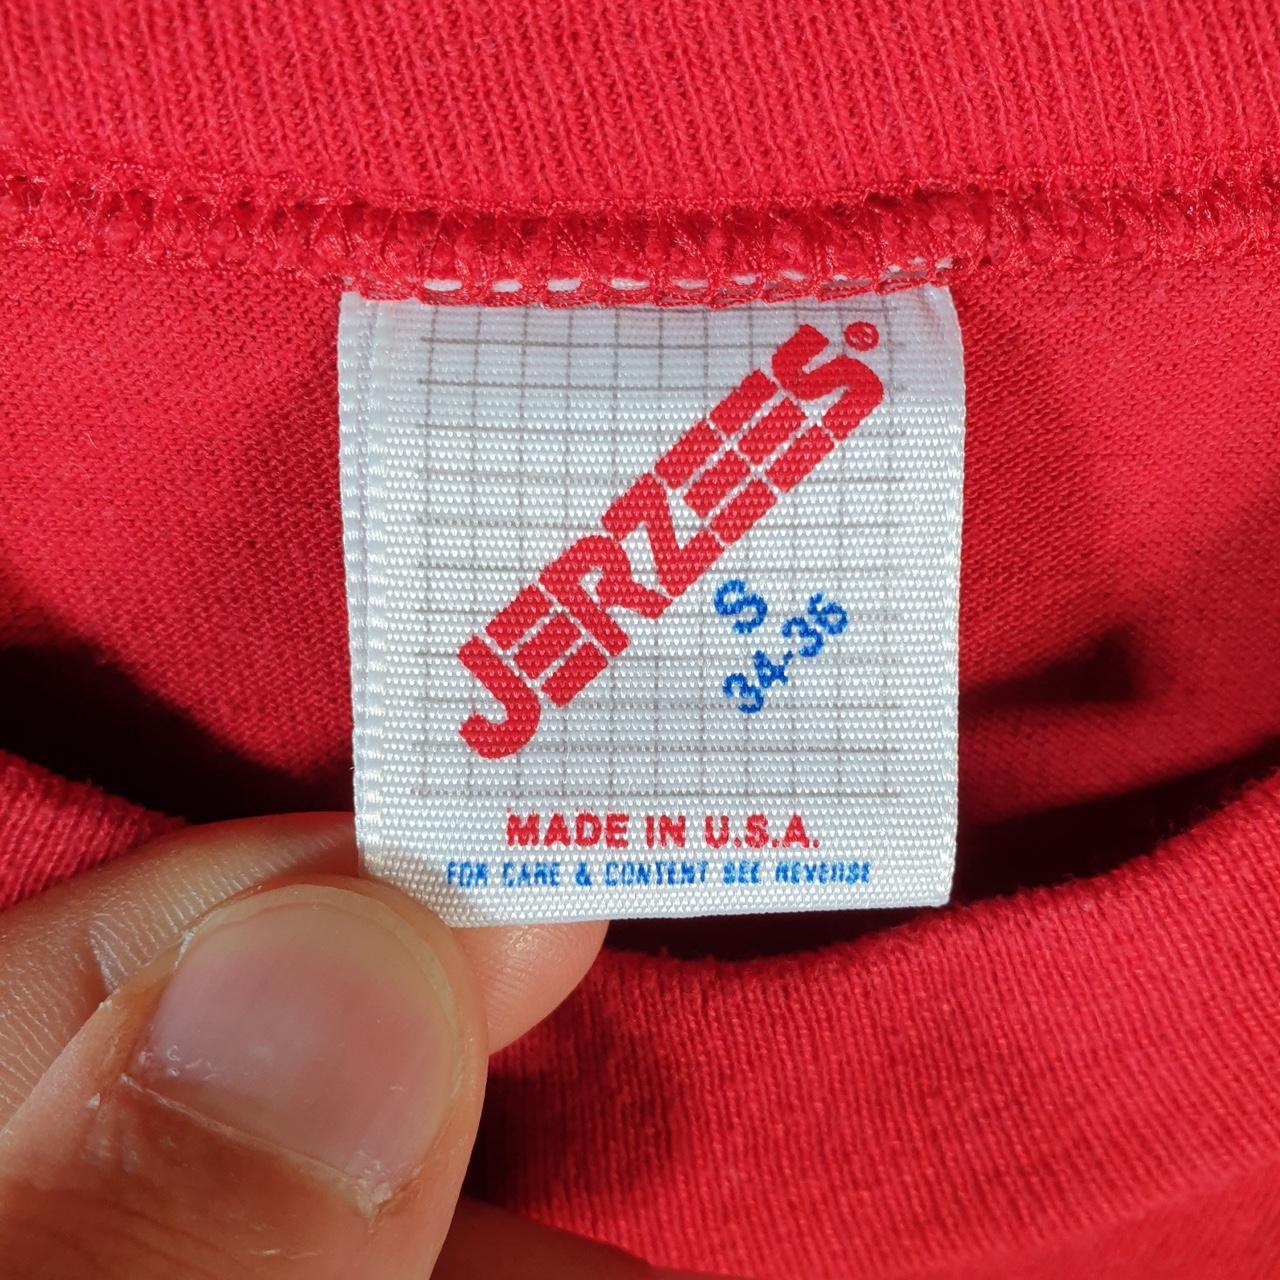 JERZEES®
S
34-36
MADE IN U.S.A.
FOR CARE & CONTENT SEE REVERSE